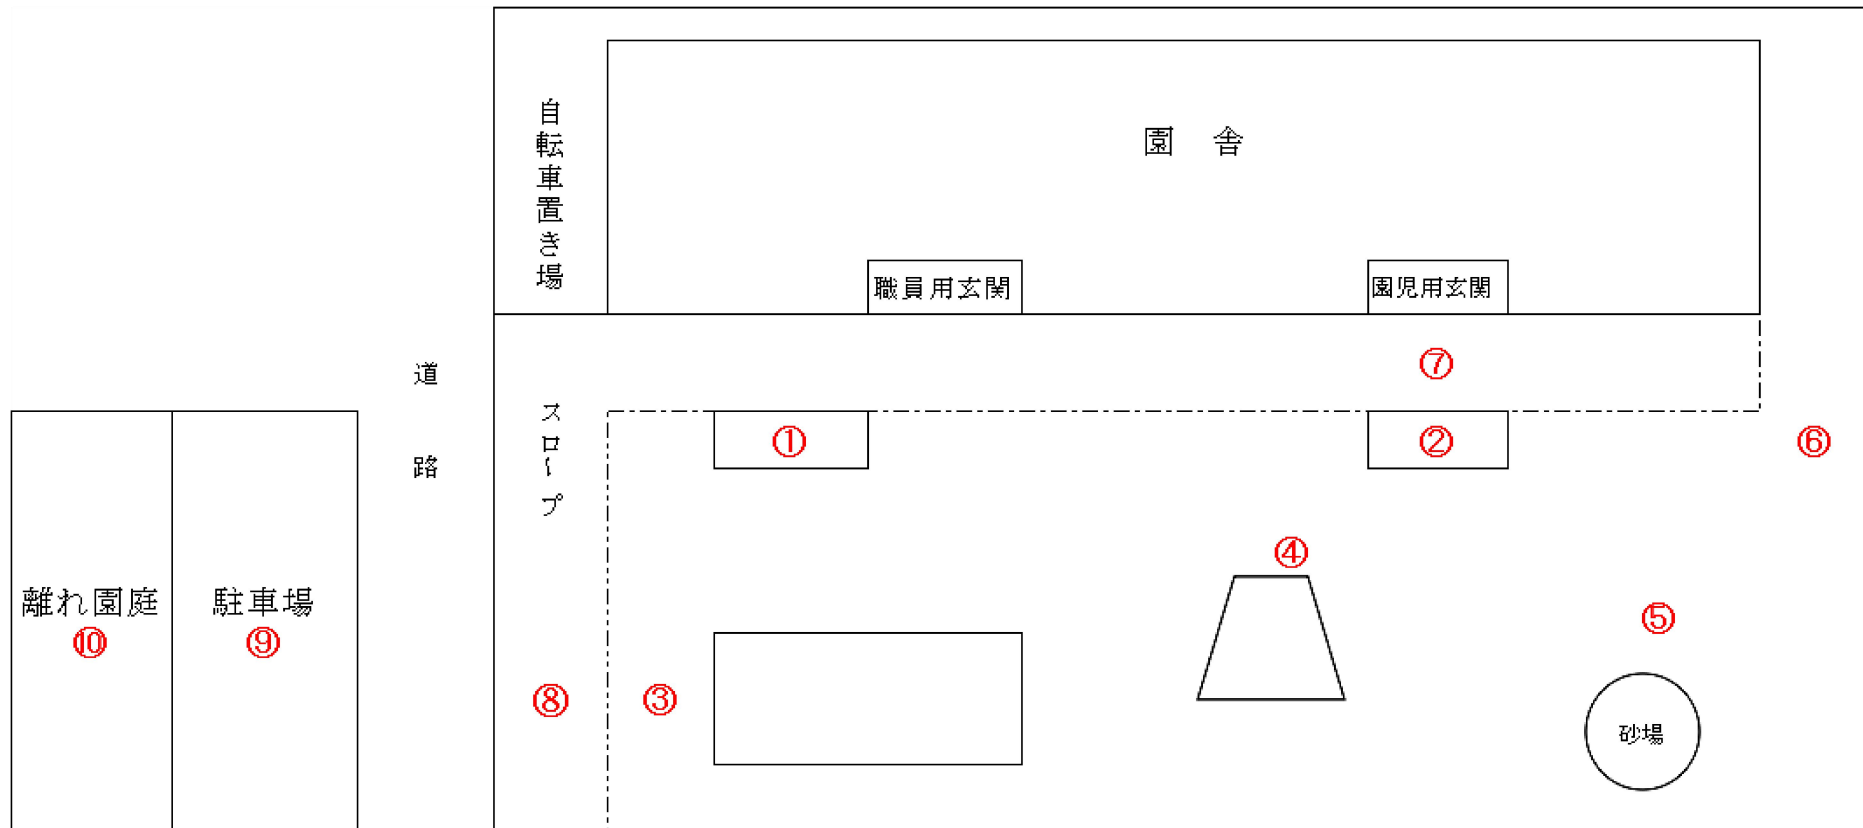 自転車置き場
園 舎
職員用玄関
園児用玄関
道路
スロープ
⑦
①
②
⑥
④
離れ園庭
⑩
駐車場
⑨
⑤
⑧
③
砂場